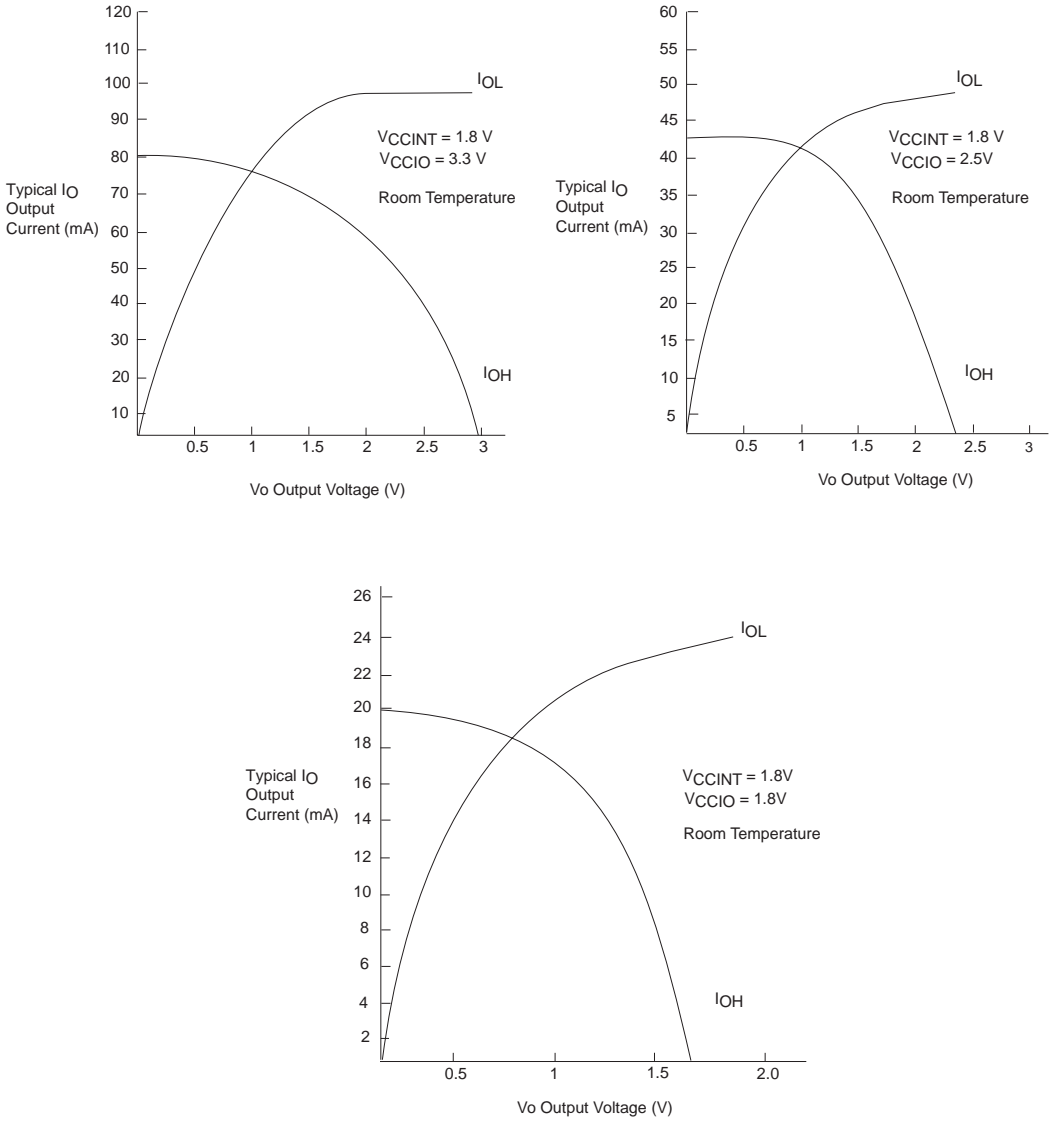 120
110
100
90
80
70
60
50
40
30
20
10
Typical IO
Output
Current (mA)
IOL
VCCINT = 1.8 V
VCCIO = 3.3 V
Room Temperature
IOH
0.5 1 1.5 2 2.5 3
Vo Output Voltage (V)
60
55
50
45
40
35
30
25
20
15
10
5
Typical IO
Output
Current (mA)
IOL
VCCINT = 1.8 V
VCCIO = 2.5V
Room Temperature
IOH
0.5 1 1.5 2 2.5 3
Vo Output Voltage (V)
26
24
22
20
18
16
14
12
10
8
6
4
2
Typical IO
Output
Current (mA)
IOL
VCCINT = 1.8V
VCCIO = 1.8V
Room Temperature
IOH
0.5 1 1.5 2.0
Vo Output Voltage (V)